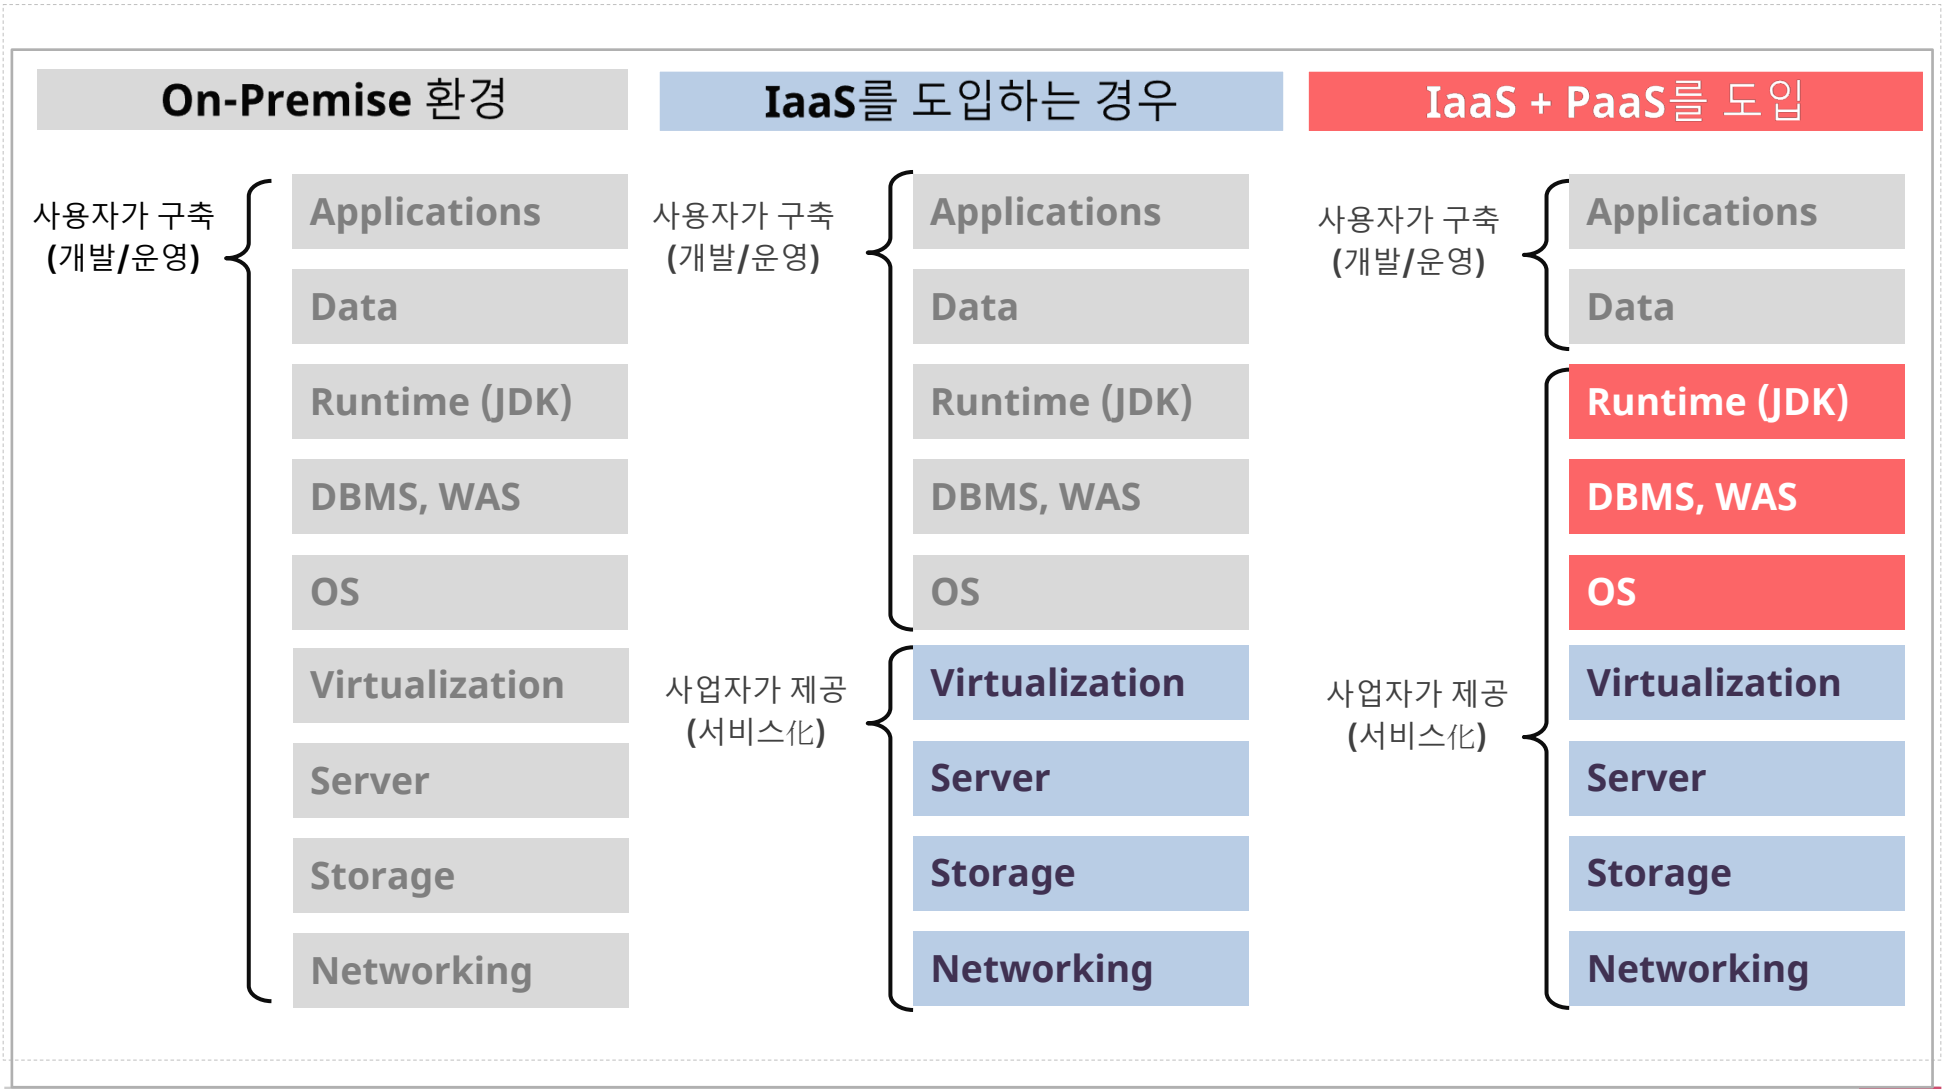 On-Premise 환경
사용자가 구축
(개발/운영)
Applications
Data
Runtime (JDK)
DBMS, WAS
OS
Virtualization
Server
Storage
Networking
IaaS를 도입하는 경우
사용자가 구축
(개발/운영)
Applications
Data
Runtime (JDK)
DBMS, WAS
OS
사업자가 제공
(서비스化)
Virtualization
Server
Storage
Networking
IaaS + PaaS를 도입
사용자가 구축
(개발/운영)
Applications
Data
Runtime (JDK)
DBMS, WAS
OS
사업자가 제공
(서비스化)
Virtualization
Server
Storage
Networking